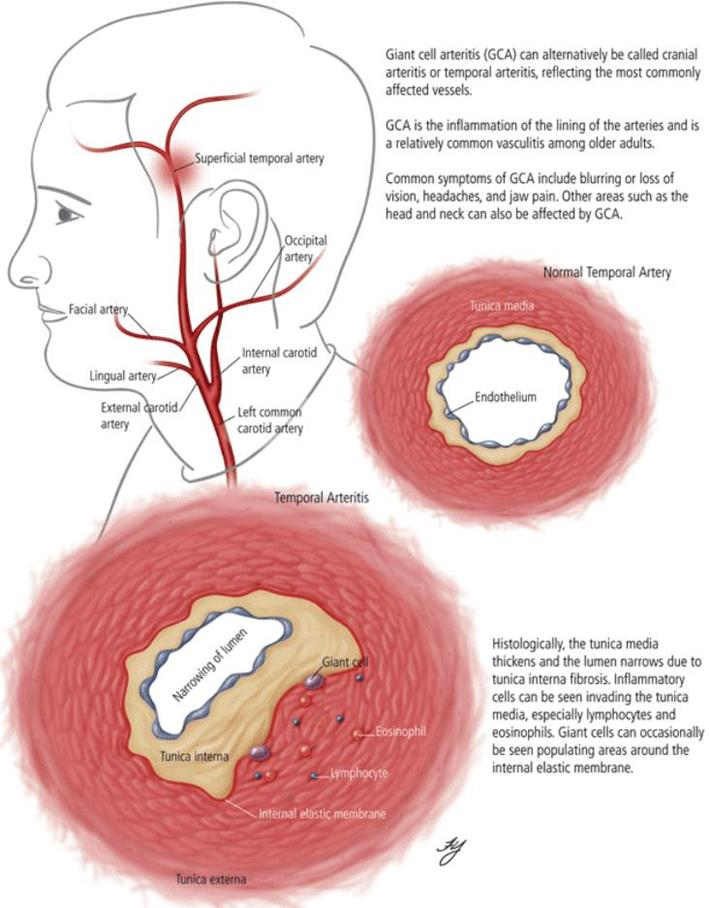 Giant cell arteritis (GCA) can alternatively be called cranial
arteritis or temporal arteritis, reflecting the most commonly
affected vessels.
GCA is the inflammation of the lining of the arteries and is
a relatively common vasculitis among older adults.
Common symptoms of GCA include blurring or loss of
vision, headaches, and jaw pain. Other areas such as the
head and neck can also be affected by GCA.
Superficial temporal artery
Occipital
artery
Facial artery
Lingual artery
External carotid
artery
Internal carotid
artery
Left common
carotid artery
Normal Temporal Artery
Tunica media
Endothelium
Temporal Arteritis
Narrowing of lumen
Giant cell
Eosinophil
Tunica interna
Lymphocyte
Internal elastic membrane
Tunica externa
Histologically, the tunica media
thickens and the lumen narrows due to
tunica interna fibrosis. Inflammatory
cells can be seen invading the tunica
media, especially lymphocytes and
eosinophils. Giant cells can occasionally
be seen populating areas around the
internal elastic membrane.